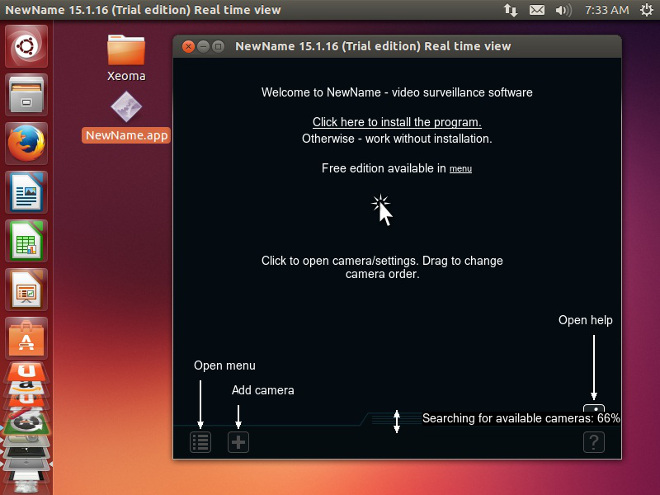 NewName 15.1.16 (Trial edition) Real time view
7:33 AM
Xeoma
NewName.app
NewName 15.1.16 (Trial edition) Real time view
Welcome to NewName - video surveillance software
Click here to install the program.
Otherwise - work without installation.
Free edition available in menu
Click to open camera/settings. Drag to change
camera order.
Open help
Open menu
Add camera
Searching for available cameras: 66%
?